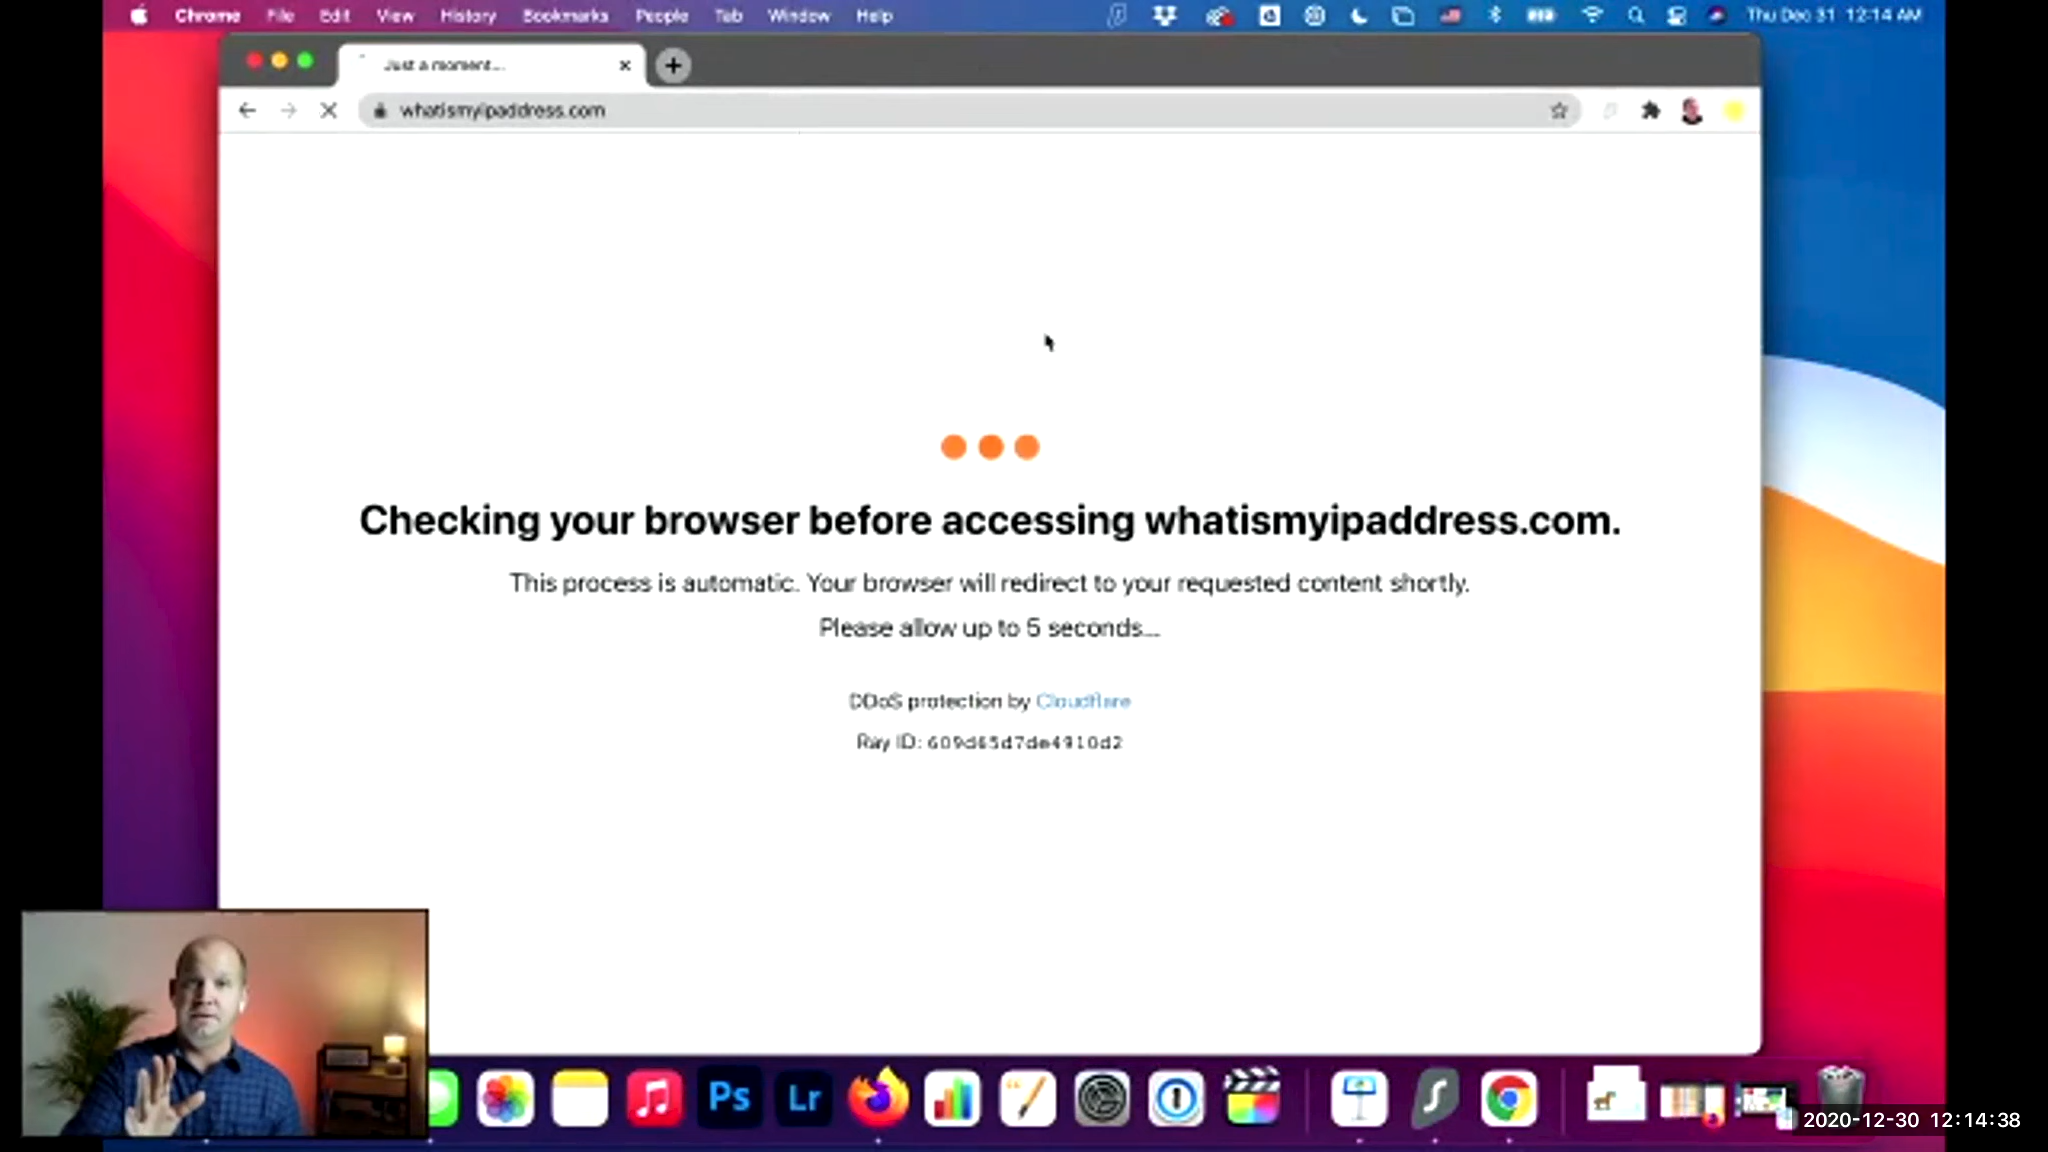 Chrome File Edit View History Bookmarks People Tab Window Help Thu Dec 31 12:14 AM
Just a moment...
whatismyipaddress.com
Checking your browser before accessing whatismyipaddress.com.
This process is automatic. Your browser will redirect to your requested content shortly.
Please allow up to 5 seconds...
DDoS protection by Cloudflare
Ray ID: 609d65d7de4910d2
Ps Lr
2020-12-30 12:14:38